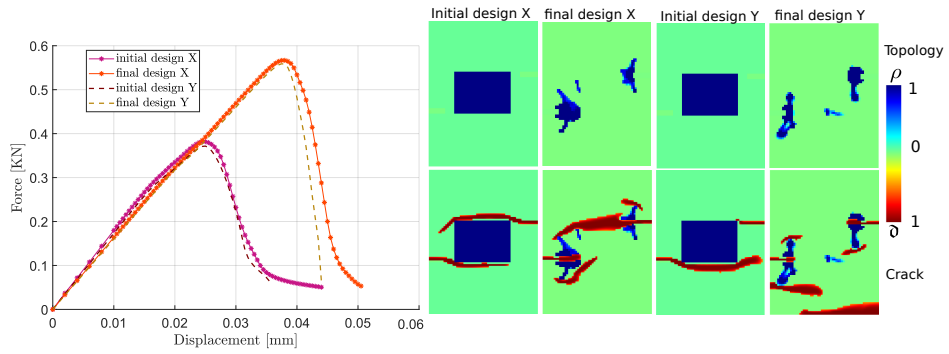 Initial design X
final design X
Initial design Y
final design Y
0.6
0.5
0.4
0.3
0.2
0.1
0
Force [KN]
initial design X
final design X
initial design Y
final design Y
0
0.01
0.02
0.03
0.04
0.05
0.06
Displacement [mm]
Topology
ρ
1
0
1
𝔡
Crack